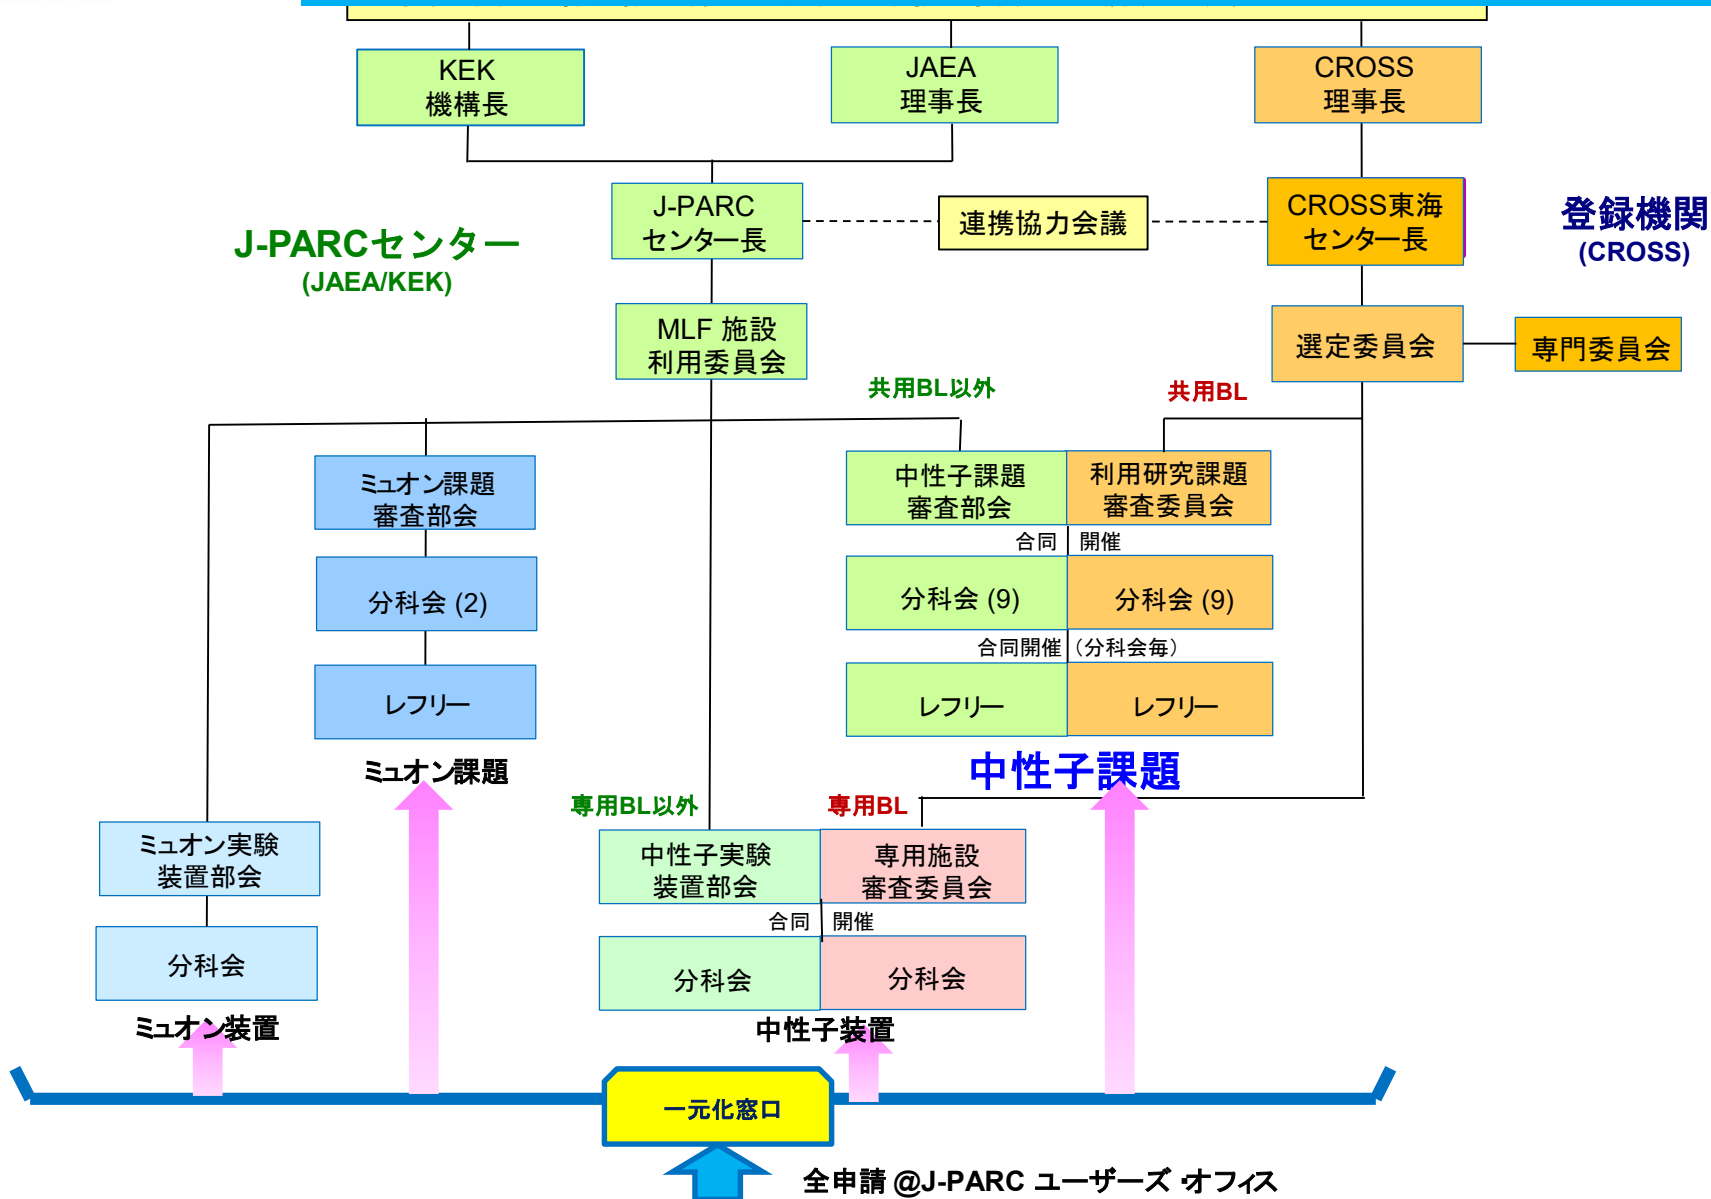 KEK
機構長
JAEA
理事長
CROSS
理事長
J-PARC
センター長
連携協力会議
CROSS東海
センター長
J-PARCセンター
(JAEA/KEK)
登録機関
(CROSS)
MLF 施設
利用委員会
選定委員会
専門委員会
共用BL以外
共用BL
ミュオン課題
審査部会
中性子課題
審査部会
利用研究課題
審査委員会
合同 開催
分科会 (2)
分科会 (9)
分科会 (9)
合同開催（分科会毎）
レフリー
レフリー
レフリー
ミュオン課題
中性子課題
専用BL以外
専用BL
ミュオン実験
装置部会
中性子実験
装置部会
専用施設
審査委員会
合同 開催
分科会
分科会
分科会
ミュオン装置
中性子装置
一元化窓口
全申請 @J-PARC ユーザーズ・オフィス